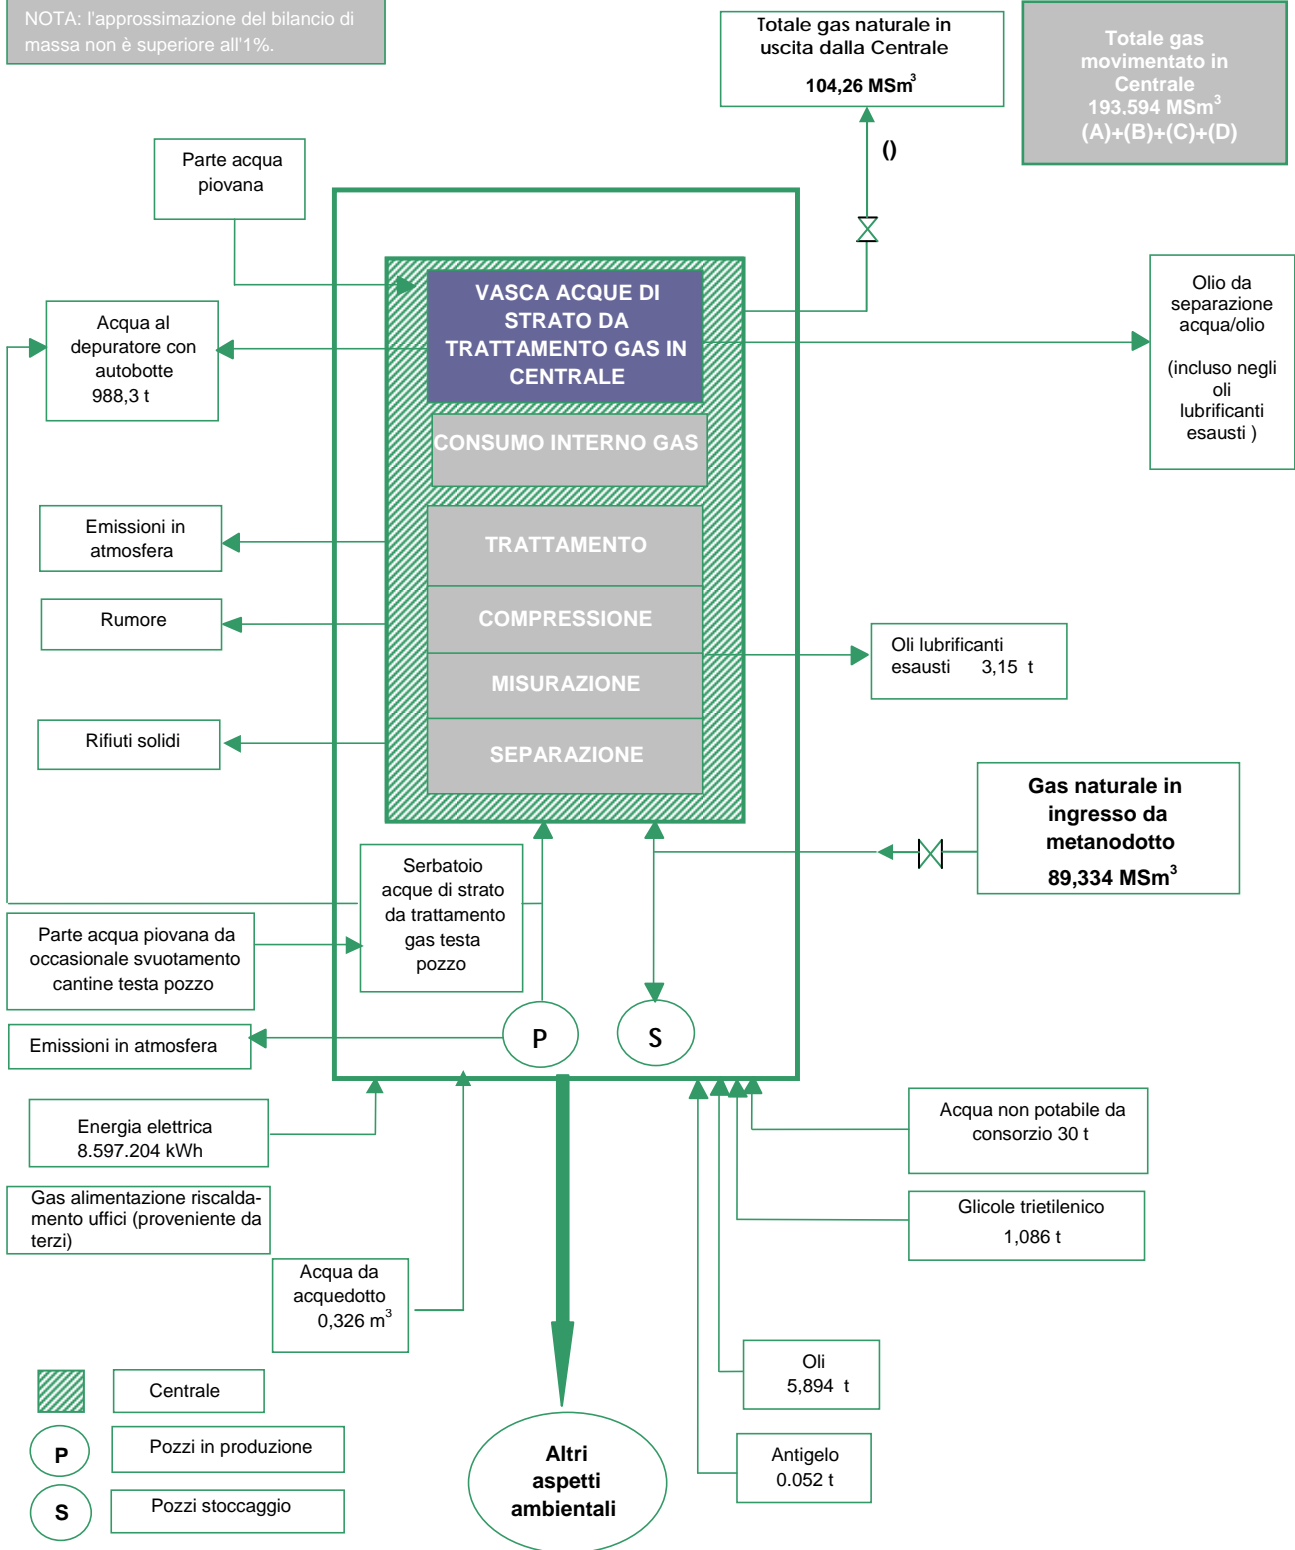 NOTA: l'approssimazione del bilancio di
massa non è superiore all'1%.
Totale gas naturale in
uscita dalla Centrale
104,26 MSm³
Totale gas
movimentato in
Centrale
193,594 MSm³
(A)+(B)+(C)+(D)
()
Parte acqua
piovana
VASCA ACQUE DI
STRATO DA
TRATTAMENTO GAS IN
CENTRALE
Acqua al
depuratore con
autobotte
988,3 t
Olio da
separazione
acqua/olio
(incluso negli
oli
lubrificanti
esausti )
CONSUMO INTERNO GAS
Emissioni in
atmosfera
TRATTAMENTO
Rumore
COMPRESSIONE
Oli lubrificanti
esausti 3,15 t
MISURAZIONE
Rifiuti solidi
SEPARAZIONE
Gas naturale in
ingresso da
metanodotto
89,334 MSm³
Serbatoio
acque di strato
da trattamento
gas testa
pozzo
Parte acqua piovana da
occasionale svuotamento
cantine testa pozzo
P
S
Emissioni in atmosfera
Energia elettrica
8.597.204 kWh
Acqua non potabile da
consorzio 30 t
Gas alimentazione riscalda-
mento uffici (proveniente da
terzi)
Glicole trietilenico
1,086 t
Acqua da
acquedotto
0,326 m³
Oli
5,894 t
Centrale
P
Pozzi in produzione
Altri
aspetti
ambientali
Antigelo
0.052 t
S
Pozzi stoccaggio